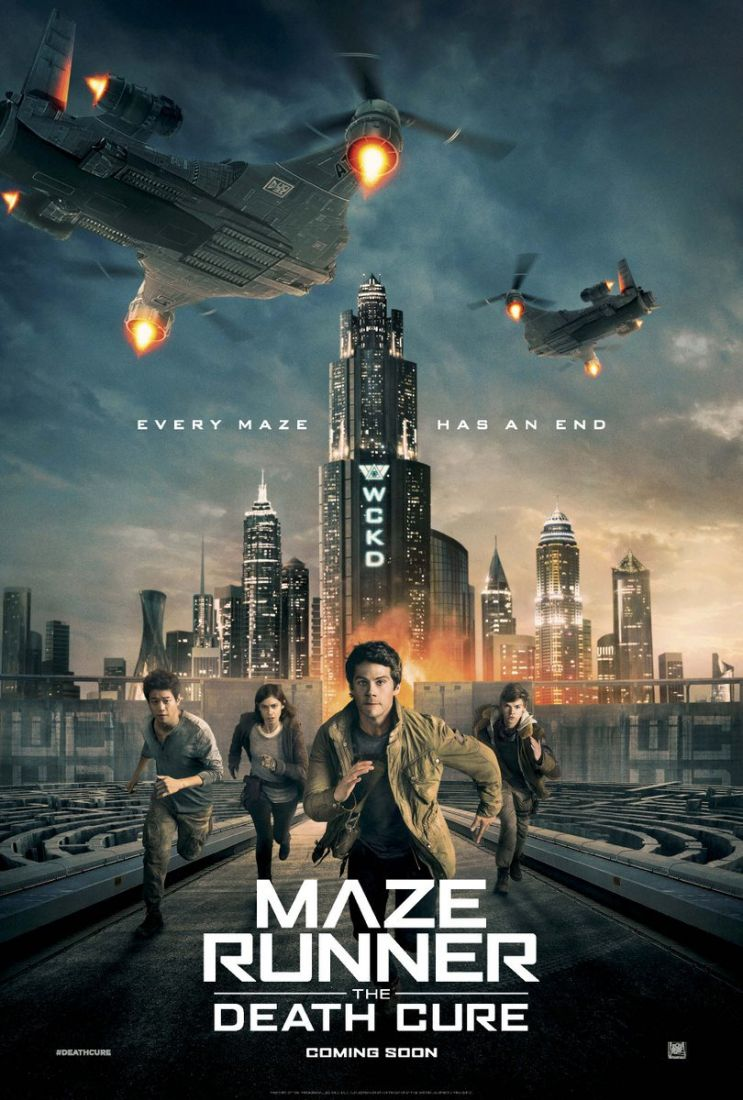 EVERY MAZE HAS AN END
WCKD
MAZE
RUNNER
THE
DEATH CURE
#DEATHCURE
COMING SOON